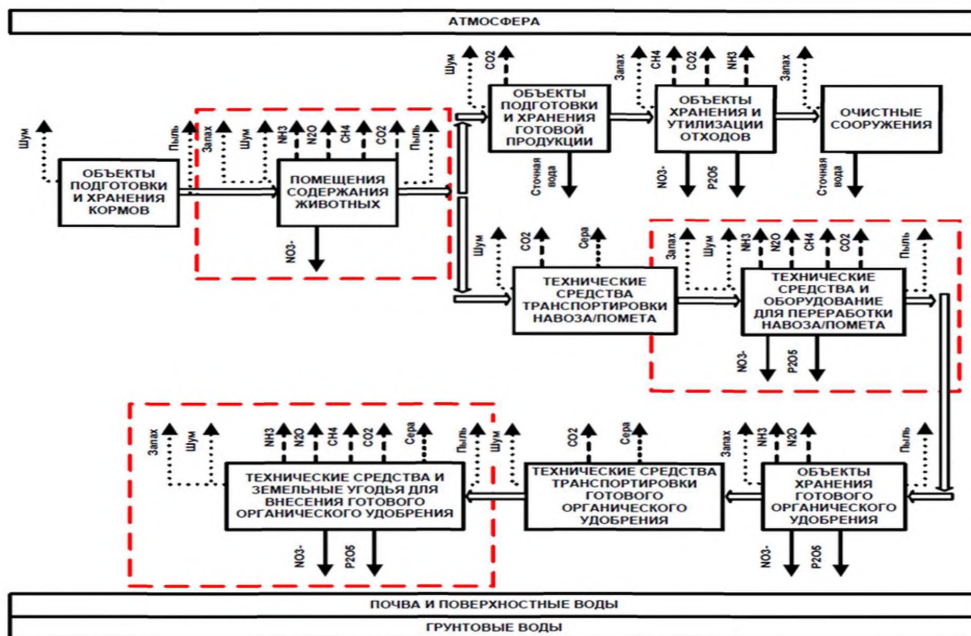 АТМОСФЕРА
Шум
CO2
Запах
CH4
CO2
NH3
Запах
ОБЪЕКТЫ
ПОДГОТОВКИ
И ХРАНЕНИЯ
ГОТОВОЙ
ПРОДУКЦИИ
ОБЪЕКТЫ
ХРАНЕНИЯ И
УТИЛИЗАЦИИ
ОТХОДОВ
ОЧИСТНЫЕ
СООРУЖЕНИЯ
Сточная
вода
NO3-
P2O5
Сточная
вода
Шум
Пыль
Запах
Шум
NH3
N2O
CH4
CO2
Пыль
ОБЪЕКТЫ
ПОДГОТОВКИ
И ХРАНЕНИЯ
КОРМОВ
ПОМЕЩЕНИЯ
СОДЕРЖАНИЯ
ЖИВОТНЫХ
NO3-
Шум
CO2
Сера
Запах
Шум
NH3
N2O
CH4
CO2
Пыль
ТЕХНИЧЕСКИЕ
СРЕДСТВА
ТРАНСПОРТИРОВКИ
НАВОЗА/ПОМЕТА
ТЕХНИЧЕСКИЕ
СРЕДСТВА И
ОБОРУДОВАНИЕ
ДЛЯ ПЕРЕРАБОТКИ
НАВОЗА/ПОМЕТА
NO3-
P2O5
Запах
Шум
NH3
N2O
CH4
CO2
Сера
Пыль
Шум
CO2
Сера
Запах
NH3
N2O
Пыль
ТЕХНИЧЕСКИЕ СРЕДСТВА И
ЗЕМЕЛЬНЫЕ УГОДЬЯ ДЛЯ
ВНЕСЕНИЯ ГОТОВОГО
ОРГАНИЧЕСКОГО УДОБРЕНИЯ
ТЕХНИЧЕСКИЕ СРЕДСТВА
ТРАНСПОРТИРОВКИ
ГОТОВОГО
ОРГАНИЧЕСКОГО
УДОБРЕНИЯ
ОБЪЕКТЫ
ХРАНЕНИЯ
ГОТОВОГО
ОРГАНИЧЕСКОГО
УДОБРЕНИЯ
NO3-
P2O5
NO3-
P2O5
ПОЧВА И ПОВЕРХНОСТНЫЕ ВОДЫ
ГРУНТОВЫЕ ВОДЫ